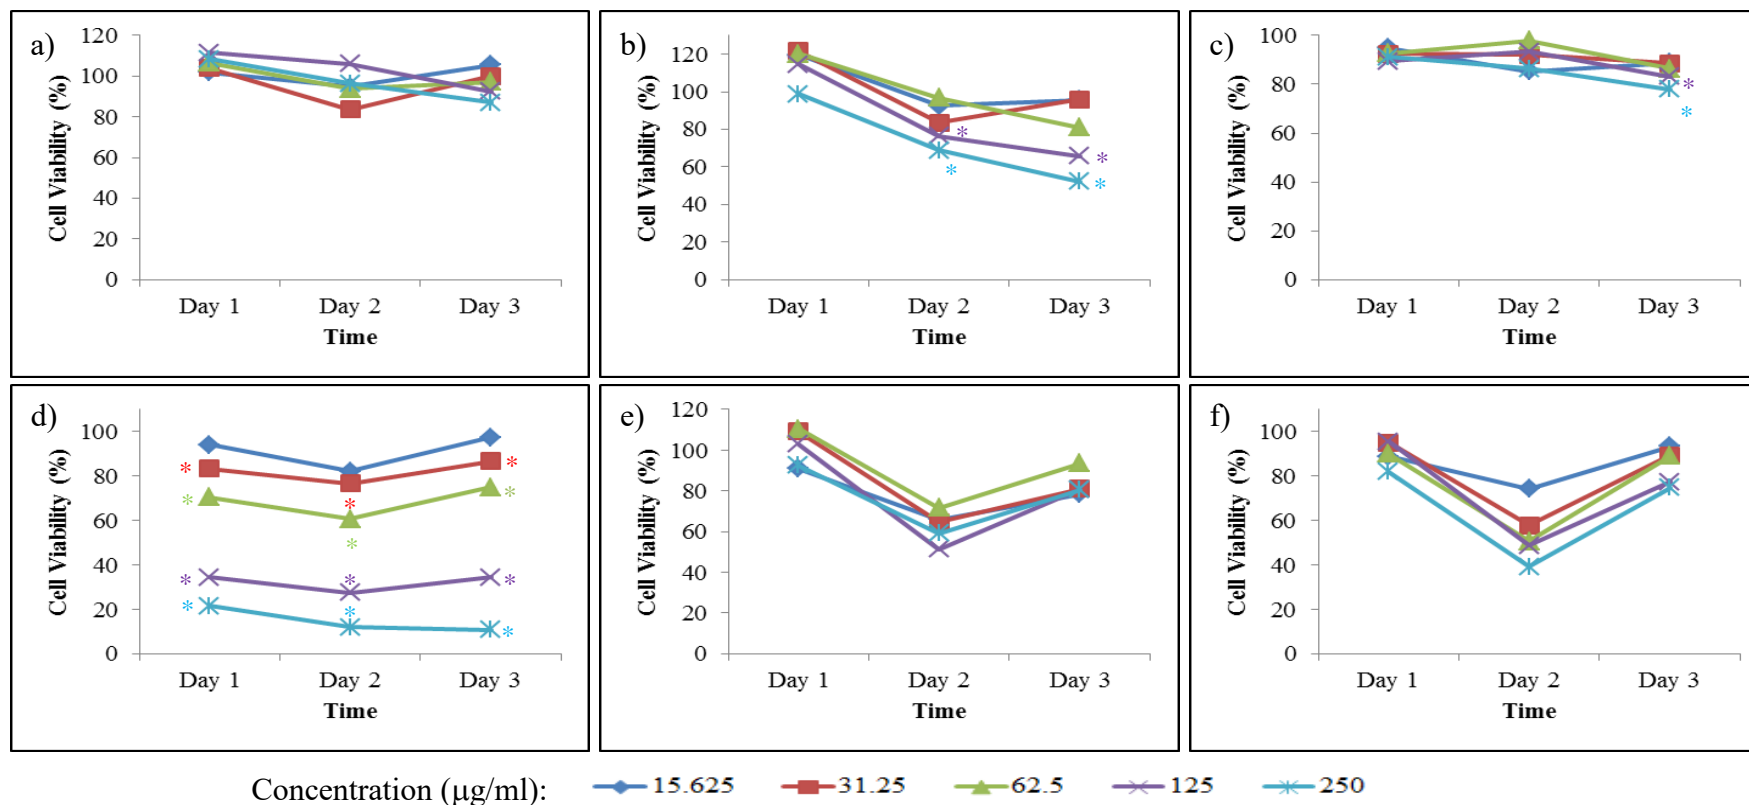 a)
120
100
80
60
40
20
0
Cell Viability (%)
Day 1 Day 2 Day 3
Time
b)
120
100
80
60
40
20
0
Cell Viability (%)
* * * *
Day 1 Day 2 Day 3
Time
c)
100
80
60
40
20
0
Cell Viability (%)
* *
Day 1 Day 2 Day 3
Time
d)
100
80
60
40
20
0
Cell Viability (%)
* * * * * * * * * * * *
Day 1 Day 2 Day 3
Time
e)
120
100
80
60
40
20
0
Cell Viability (%)
Day 1 Day 2 Day 3
Time
f)
100
80
60
40
20
0
Cell Viability (%)
Day 1 Day 2 Day 3
Time
Concentration (µg/ml): 15.625 31.25 62.5 125 250